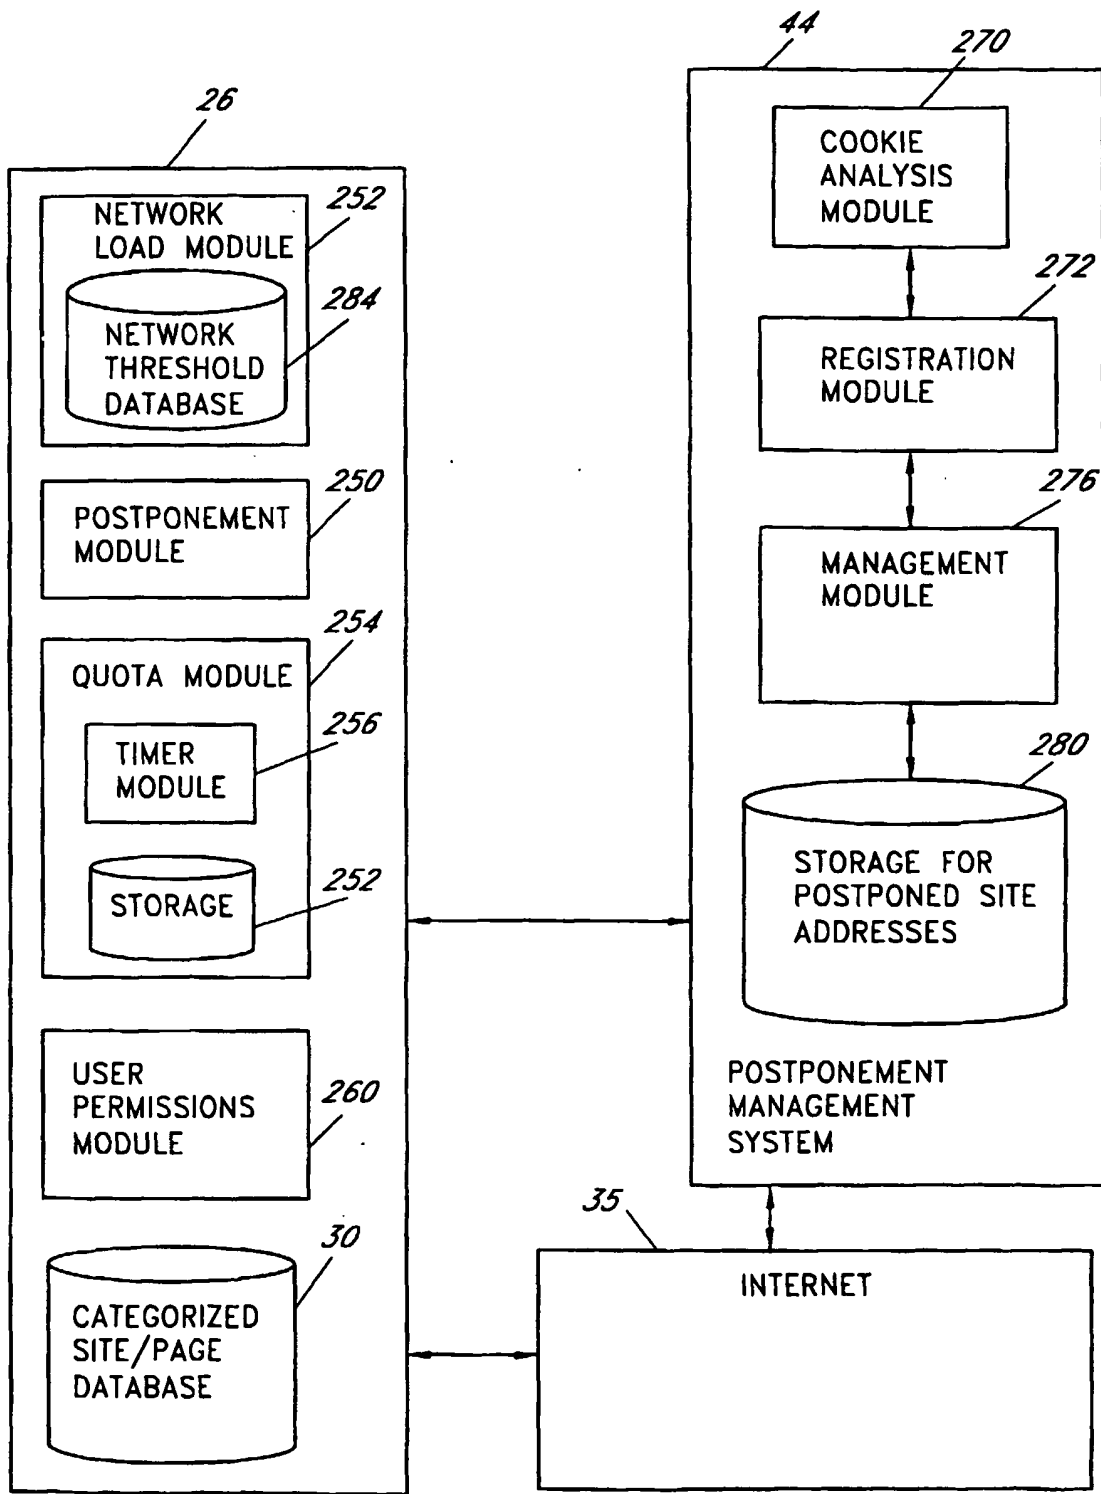 26
NETWORK
LOAD MODULE
252
284
NETWORK
THRESHOLD
DATABASE
250
POSTPONEMENT
MODULE
254
QUOTA MODULE
256
TIMER
MODULE
252
STORAGE
USER
PERMISSIONS
MODULE
260
30
CATEGORIZED
SITE/PAGE
DATABASE
44
270
COOKIE
ANALYSIS
MODULE
272
REGISTRATION
MODULE
276
MANAGEMENT
MODULE
280
STORAGE FOR
POSTPONED SITE
ADDRESSES
POSTPONEMENT
MANAGEMENT
SYSTEM
35
INTERNET